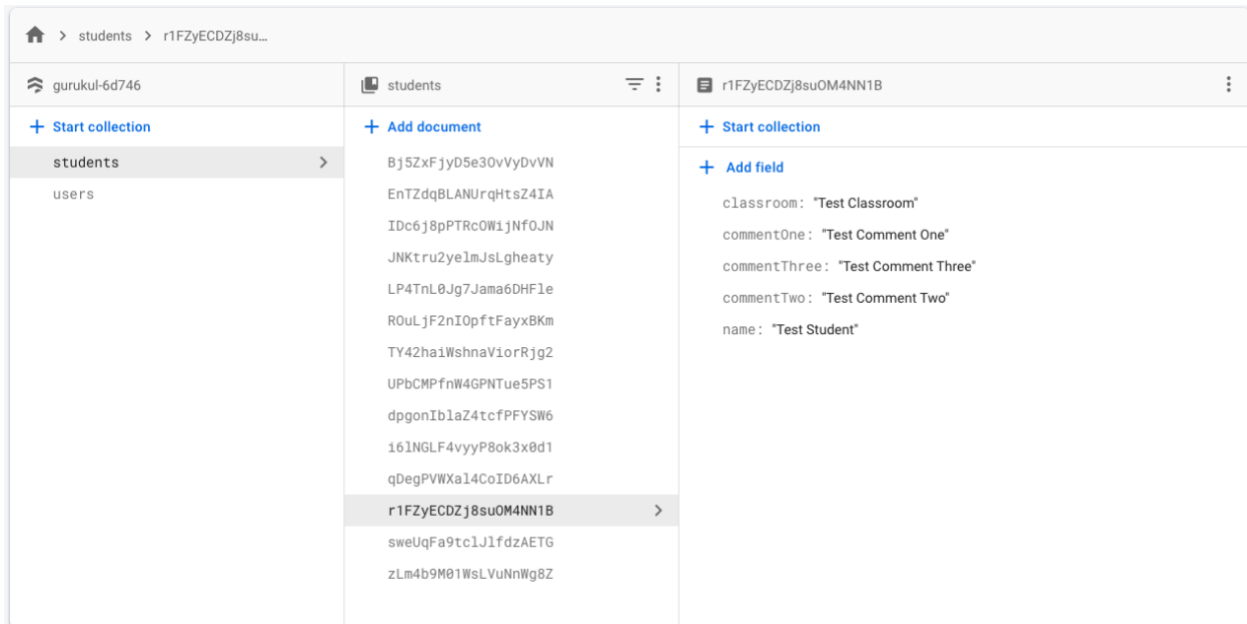 students r1FZyECDZj8su…
gurukul-6d746
Start collection
students
users
students
Add document
Bj5ZxFjyD5e3OvVyDvVN
EnTZdqBLANUrqHtsZ4IA
IDc6j8pPTRcOWijNfOJN
JNKtru2yelmJsLgheaty
LP4TnL0Jg7Jama6DHFle
ROuLjF2nIOpftFayxBKm
TY42haiWshnaViorRjg2
UPbCMPfnW4GPNTue5PS1
dpgonIblaZ4tcfPFYSW6
i6lNGLF4vyyP8ok3x0d1
qDegPVWXal4CoID6AXLr
r1FZyECDZj8suOM4NN1B
sweUqFa9tclJlfdzAETG
zLm4b9M01WsLVuNnWg8Z
r1FZyECDZj8suOM4NN1B
Start collection
Add field
classroom: "Test Classroom"
commentOne: "Test Comment One"
commentThree: "Test Comment Three"
commentTwo: "Test Comment Two"
name: "Test Student"